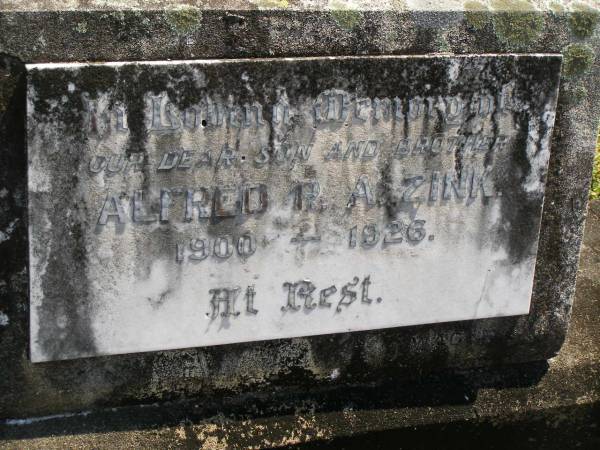 In Loving Memory of
OUR DEAR SON AND BROTHER
ALFRED R. A. ZINK.
1900 — 1926.
At Rest.